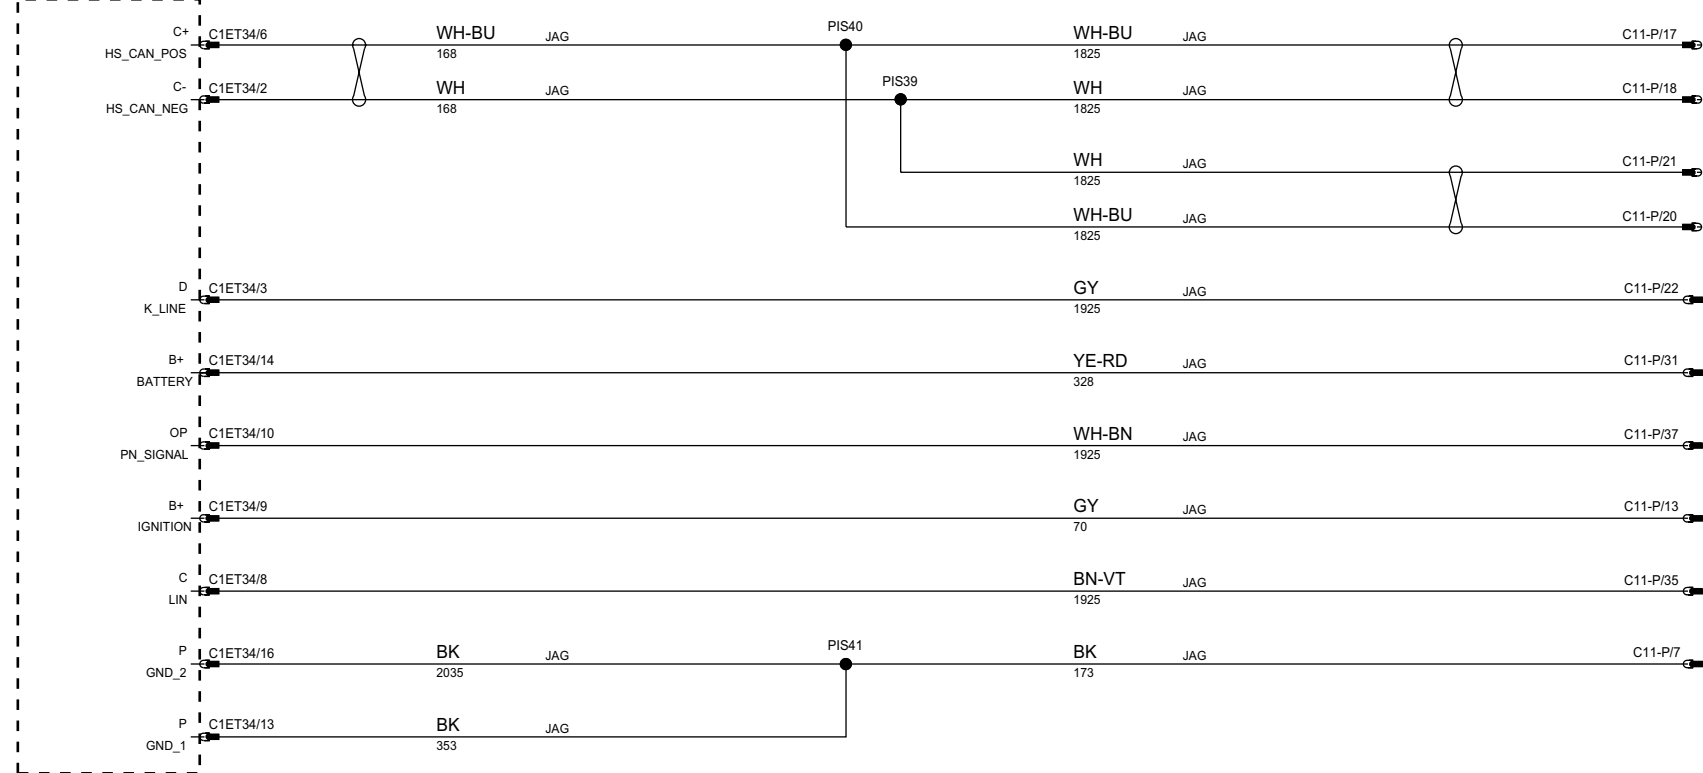 PIS40
C+ C1ET34/6 WH-BU JAG WH-BU JAG C11-P/17
HS_CAN_POS 168 1825
PIS39
C- C1ET34/2 WH JAG WH JAG C11-P/18
HS_CAN_NEG 168 1825
WH JAG C11-P/21
1825
WH-BU JAG C11-P/20
1825
D C1ET34/3 GY JAG C11-P/22
K_LINE 1925
B+ C1ET34/14 YE-RD JAG C11-P/31
BATTERY 328
OP C1ET34/10 WH-BN JAG C11-P/37
PN_SIGNAL 1925
B+ C1ET34/9 GY JAG C11-P/13
IGNITION 70
C C1ET34/8 BN-VT JAG C11-P/35
LIN 1925
PIS41
P C1ET34/16 BK JAG BK JAG C11-P/7
GND_2 2035 173
P C1ET34/13 BK JAG
GND_1 353